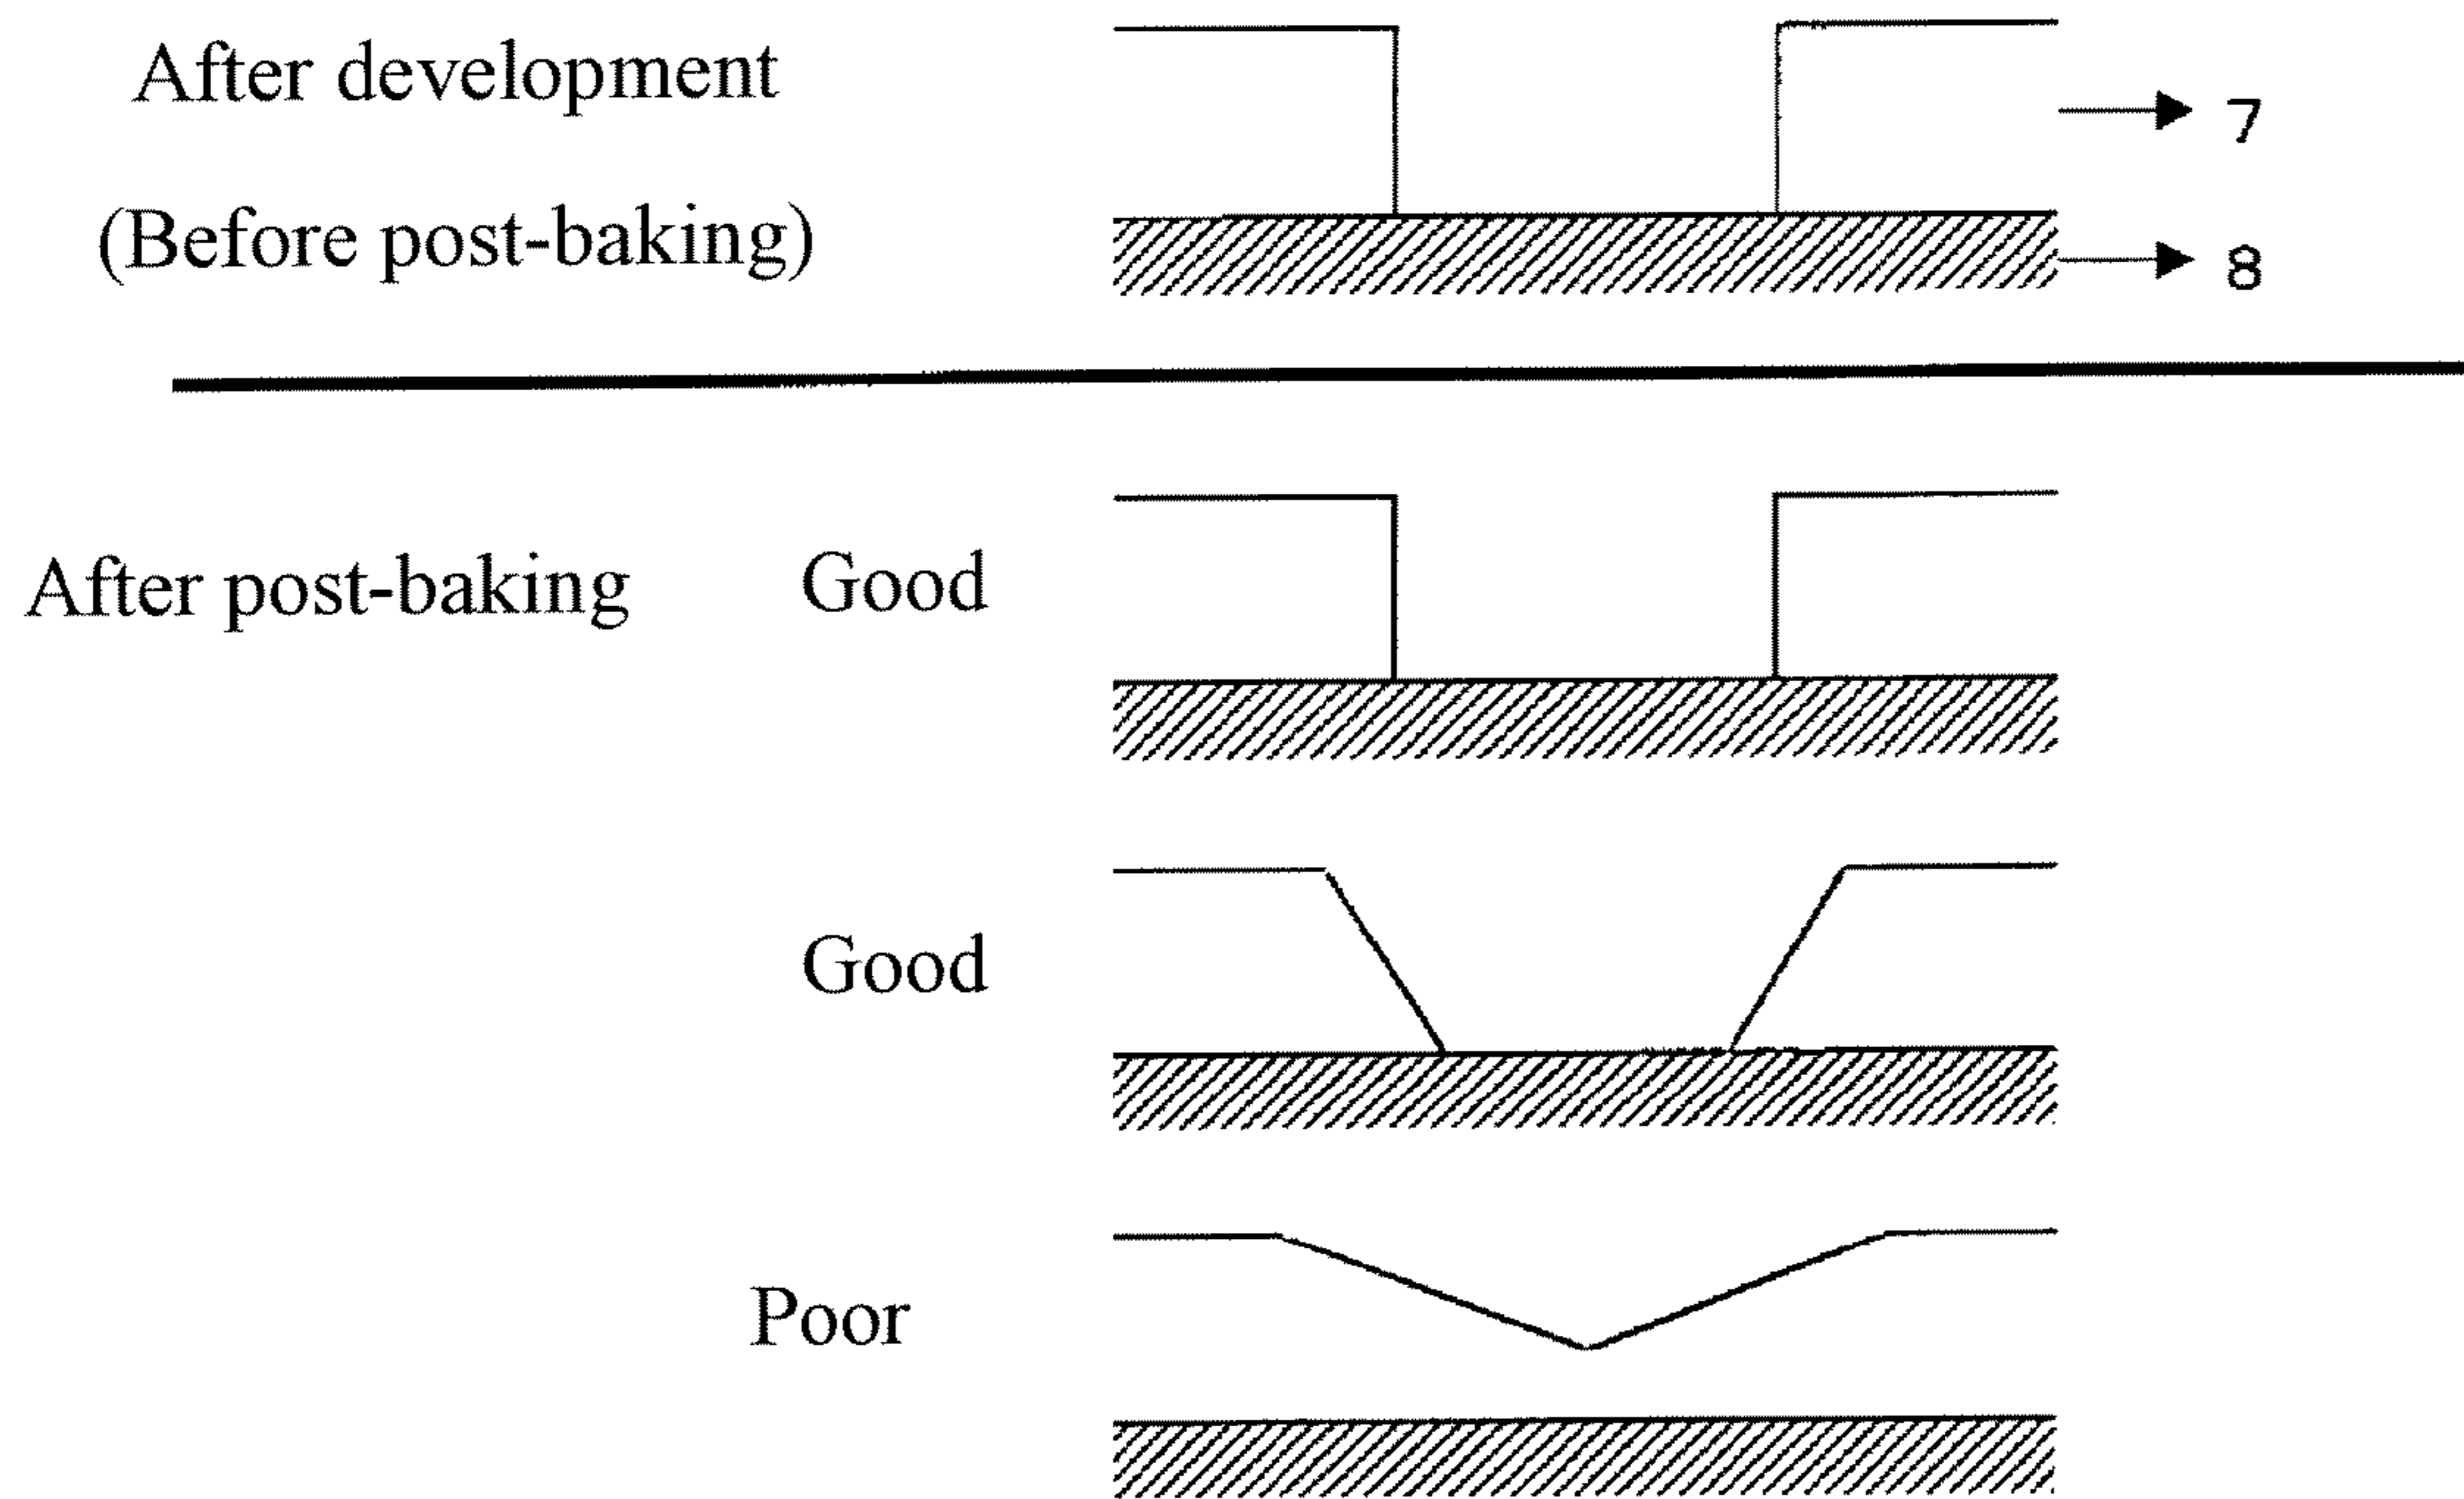 After development
7
(Before post-baking)
8
After post-baking Good
Good
Poor